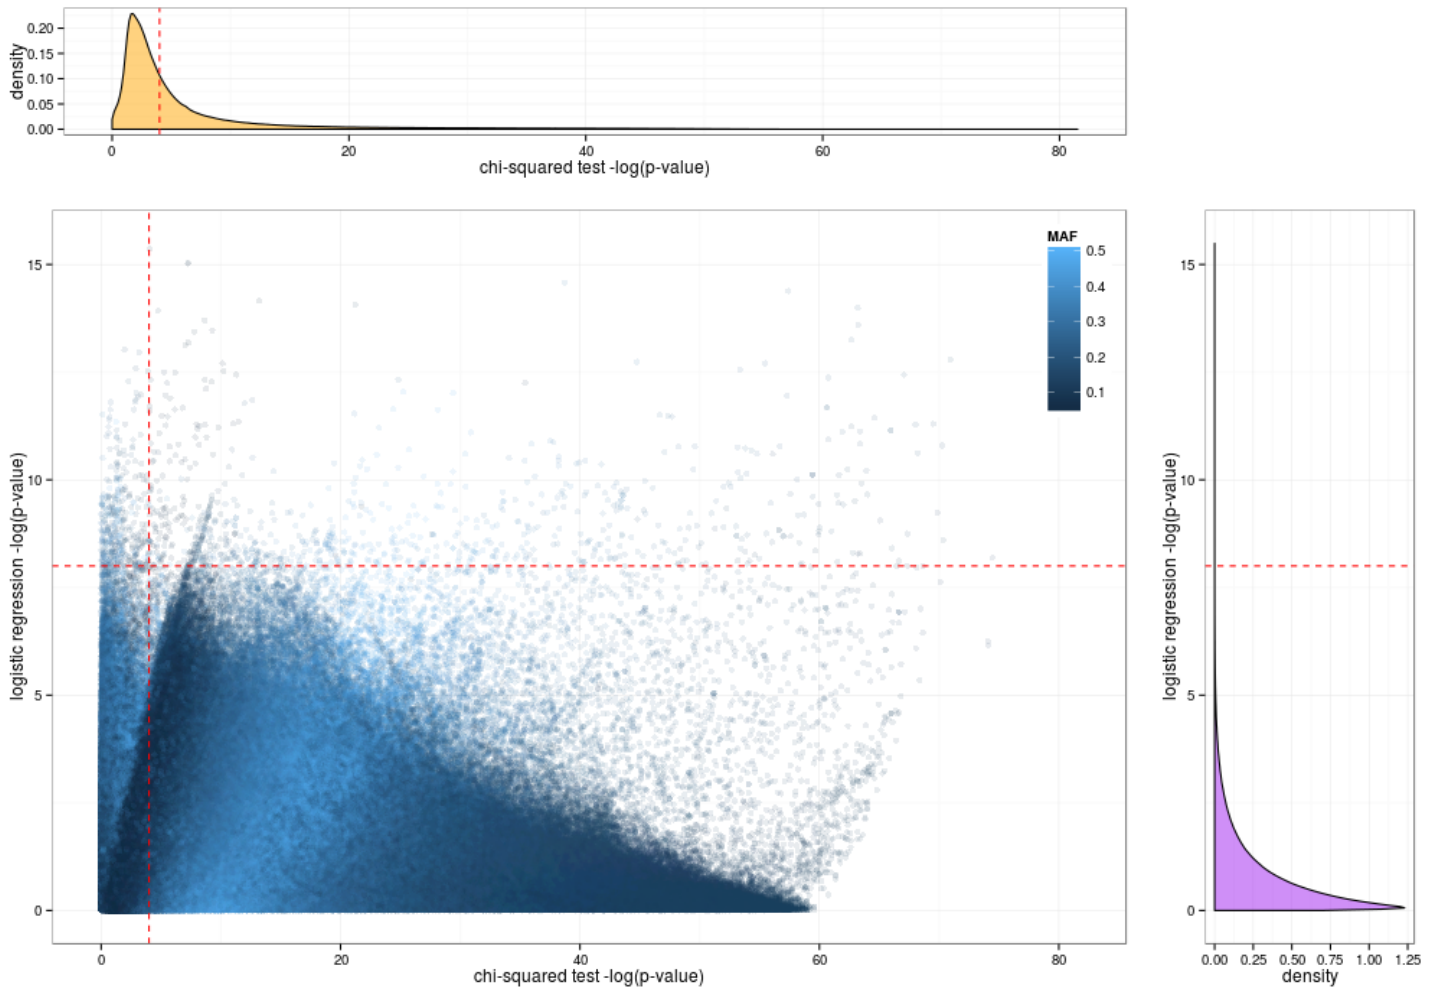 density
0.20
0.15
0.10
0.05
0.00
0 20 40 60 80
chi-squared test -log(p-value)
logistic regression -log(p-value)
15
10
5
0
MAF
0.5
0.4
0.3
0.2
0.1
0 20 40 60 80
chi-squared test -log(p-value)
logistic regression -log(p-value)
15
10
5
0
0.00 0.25 0.50 0.75 1.00 1.25
density